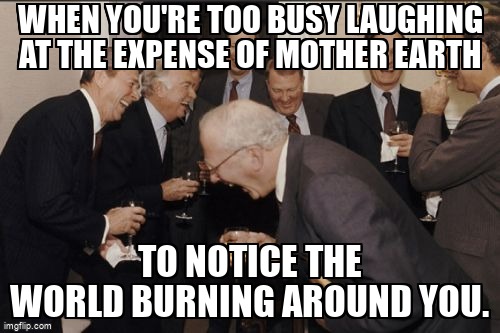 WHEN YOU'RE TOO BUSY LAUGHING
AT THE EXPENSE OF MOTHER EARTH
TO NOTICE THE
WORLD BURNING AROUND YOU.
imgflip.com